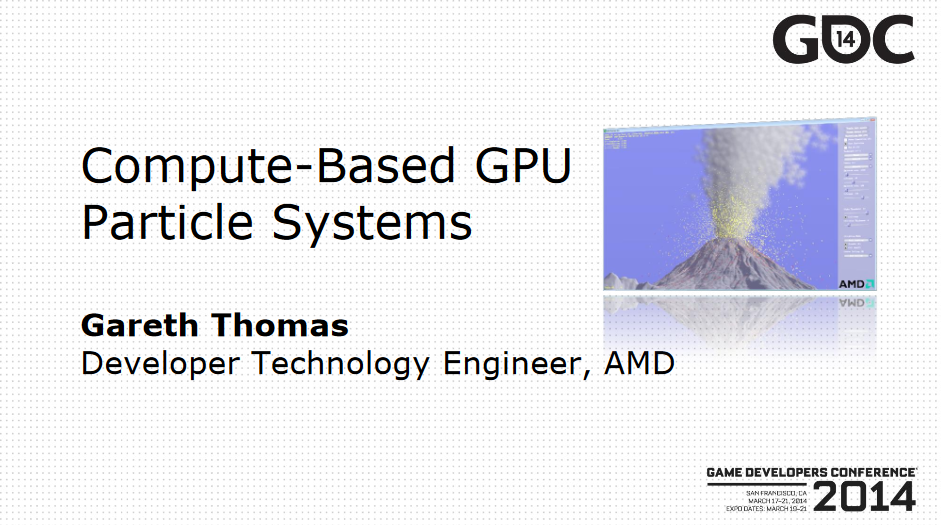 GDC
14
Compute-Based GPU
Particle Systems
AMD
Gareth Thomas
Developer Technology Engineer, AMD
GAME DEVELOPERS CONFERENCE
SAN FRANCISCO, CA
MARCH 17-21, 2014
EXPO DATES: MARCH 19-21
2014